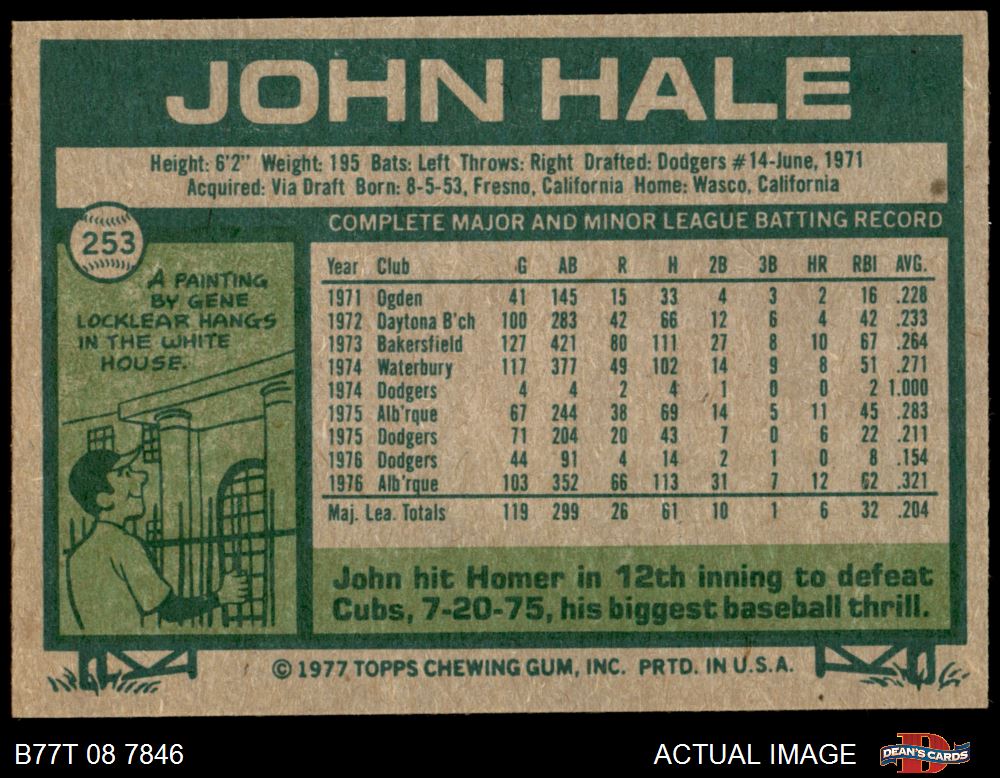 JOHN HALE
Height: 6'2" Weight: 195 Bats: Left Throws: Right Drafted: Dodgers #14-June, 1971
Acquired: Via Draft Born: 8-5-53, Fresno, California Home: Wasco, California
253
COMPLETE MAJOR AND MINOR LEAGUE BATTING RECORD
A PAINTING
BY GENE
LOCKLEAR HANGS
IN THE WHITE
HOUSE.
Year Club G AB R H 2B 3B HR RBI AVG.
1971 Ogden 41 145 15 33 4 3 2 16 .228
1972 Daytona B'ch 100 283 42 66 12 6 4 42 .233
1973 Bakersfield 127 421 80 111 27 8 10 67 .264
1974 Waterbury 117 377 49 102 14 9 8 51 .271
1974 Dodgers 4 4 2 4 1 0 0 2 1.000
1975 Alb'rque 67 244 38 69 14 5 11 45 .283
1975 Dodgers 71 204 20 43 7 0 6 22 .211
1976 Dodgers 44 91 4 14 2 1 0 8 .154
1976 Alb'rque 103 352 66 113 31 7 12 62 .321
Maj. Lea. Totals 119 299 26 61 10 1 6 32 .204
John hit Homer in 12th inning to defeat
Cubs, 7-20-75, his biggest baseball thrill.
© 1977 TOPPS CHEWING GUM, INC. PRTD. IN U.S.A.
B77T 08 7846
ACTUAL IMAGE
DEAN'S CARDS